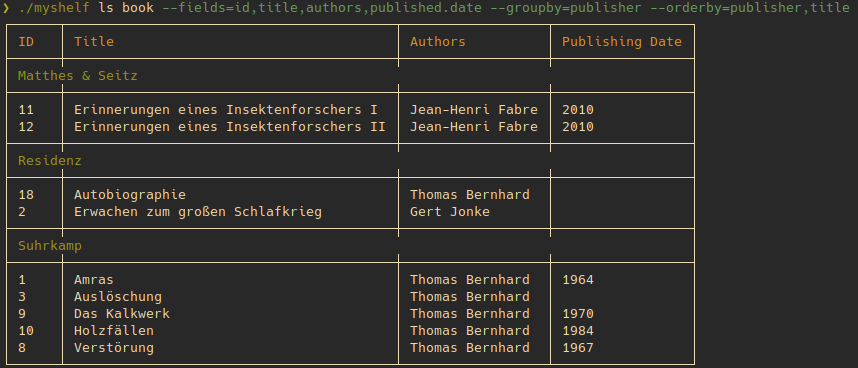 ❯ ./myshelf ls book --fields=id,title,authors,published.date --groupby=publisher --orderby=publisher,title
ID Title Authors Publishing Date
Matthes & Seitz
11 Erinnerungen eines Insektenforschers I Jean-Henri Fabre 2010
12 Erinnerungen eines Insektenforschers II Jean-Henri Fabre 2010
Residenz
18 Autobiographie Thomas Bernhard
2 Erwachen zum großen Schlafkrieg Gert Jonke
Suhrkamp
1 Amras Thomas Bernhard 1964
3 Auslöschung Thomas Bernhard
9 Das Kalkwerk Thomas Bernhard 1970
10 Holzfällen Thomas Bernhard 1984
8 Verstörung Thomas Bernhard 1967